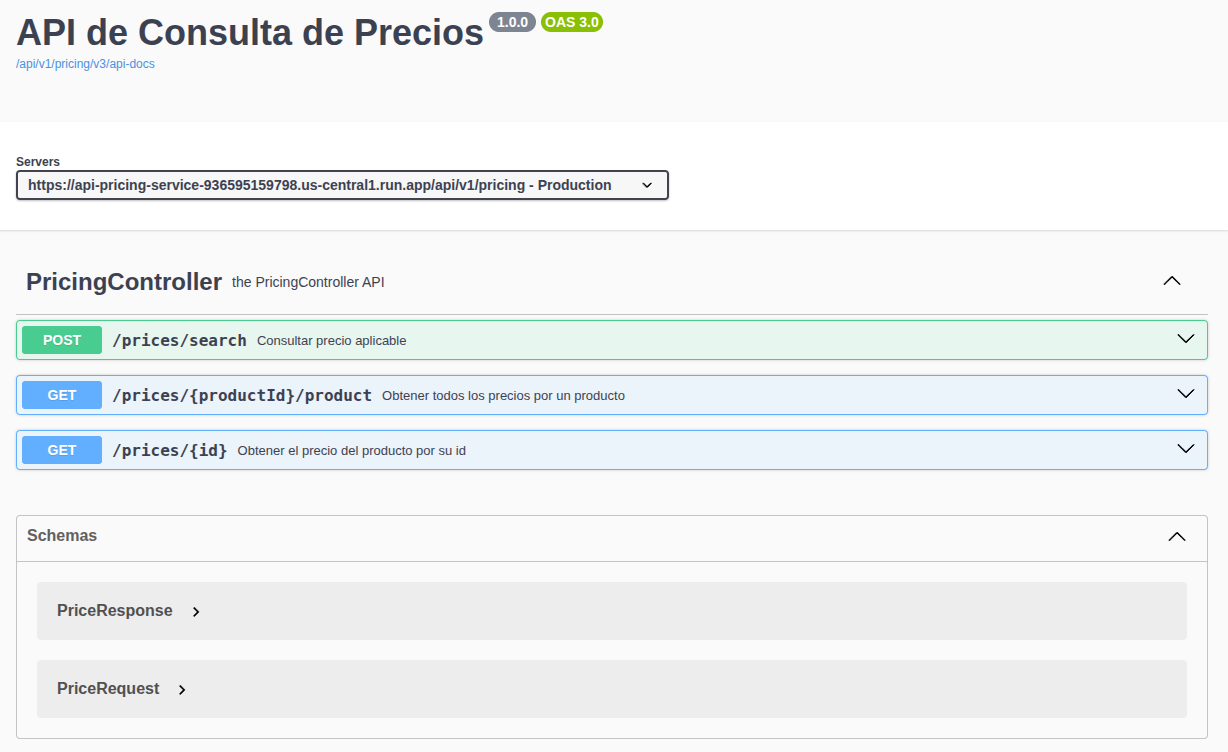 API de Consulta de Precios 1.0.0 OAS 3.0
/api/v1/pricing/v3/api-docs
Servers
https://api-pricing-service-936595159798.us-central1.run.app/api/v1/pricing - Production
PricingController the PricingController API
POST /prices/search Consultar precio aplicable
GET /prices/{productId}/product Obtener todos los precios por un producto
GET /prices/{id} Obtener el precio del producto por su id
Schemas
PriceResponse
PriceRequest